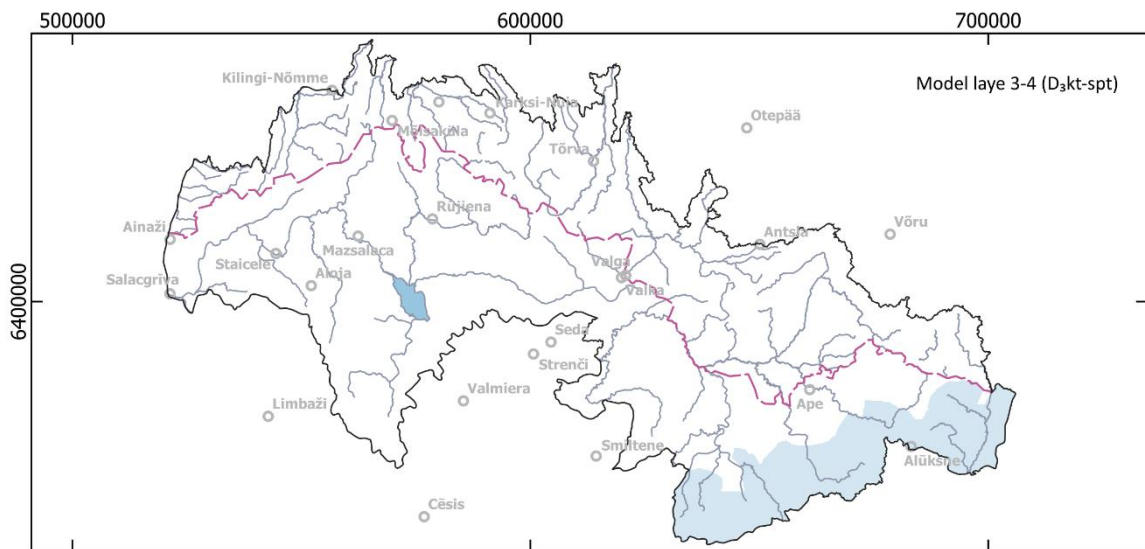 500000
600000
700000
Kilingi-Nõmme
Model laye 3-4 (D₃kt-spt)
Karksi-Nuia
Mõisaküla
Otepää
Tõrva
Rūjiena
Ainaži
Antsla
Võru
Staicele
Mazsalaca
Valga
Salacgrīva
Aloja
Valka
6400000
Seda
Strenči
Valmiera
Ape
Limbaži
Smiltene
Alūksne
Cēsis